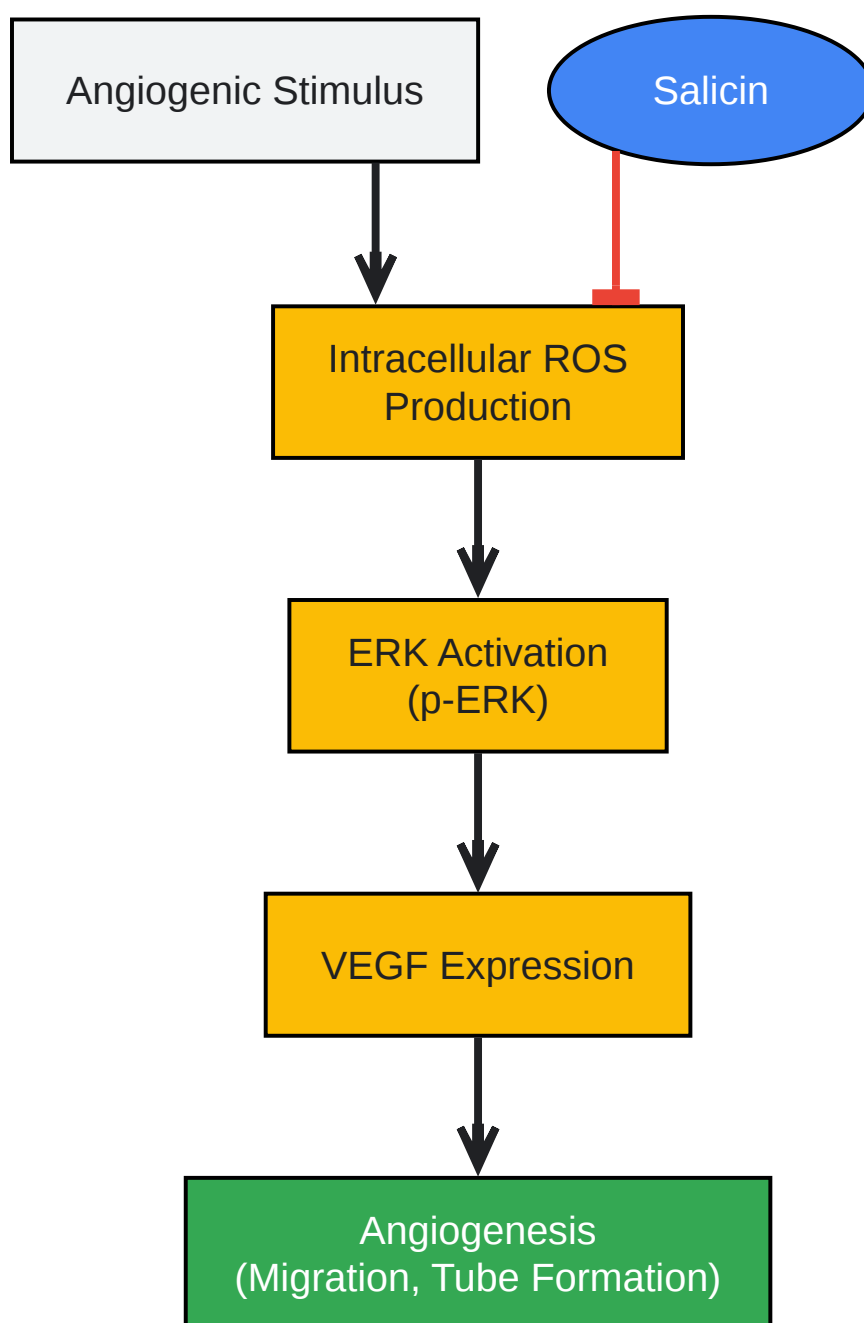 Angiogenic Stimulus
Salicin
Intracellular ROS
Production
ERK Activation
(p-ERK)
VEGF Expression
Angiogenesis
(Migration, Tube Formation)